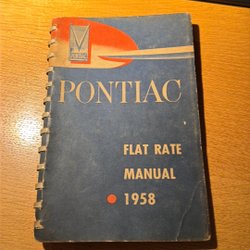 PONTIAC
FLAT RATE
MANUAL
• 1958